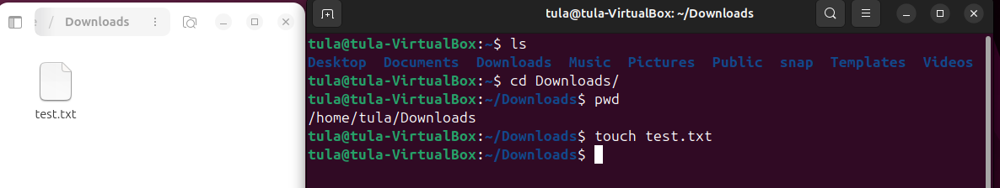 / Downloads
test.txt
tula@tula-VirtualBox: ~/Downloads
tula@tula-VirtualBox:~$ ls
Desktop Documents Downloads Music Pictures Public snap Templates Videos
tula@tula-VirtualBox:~$ cd Downloads/
tula@tula-VirtualBox:~/Downloads$ pwd
/home/tula/Downloads
tula@tula-VirtualBox:~/Downloads$ touch test.txt
tula@tula-VirtualBox:~/Downloads$